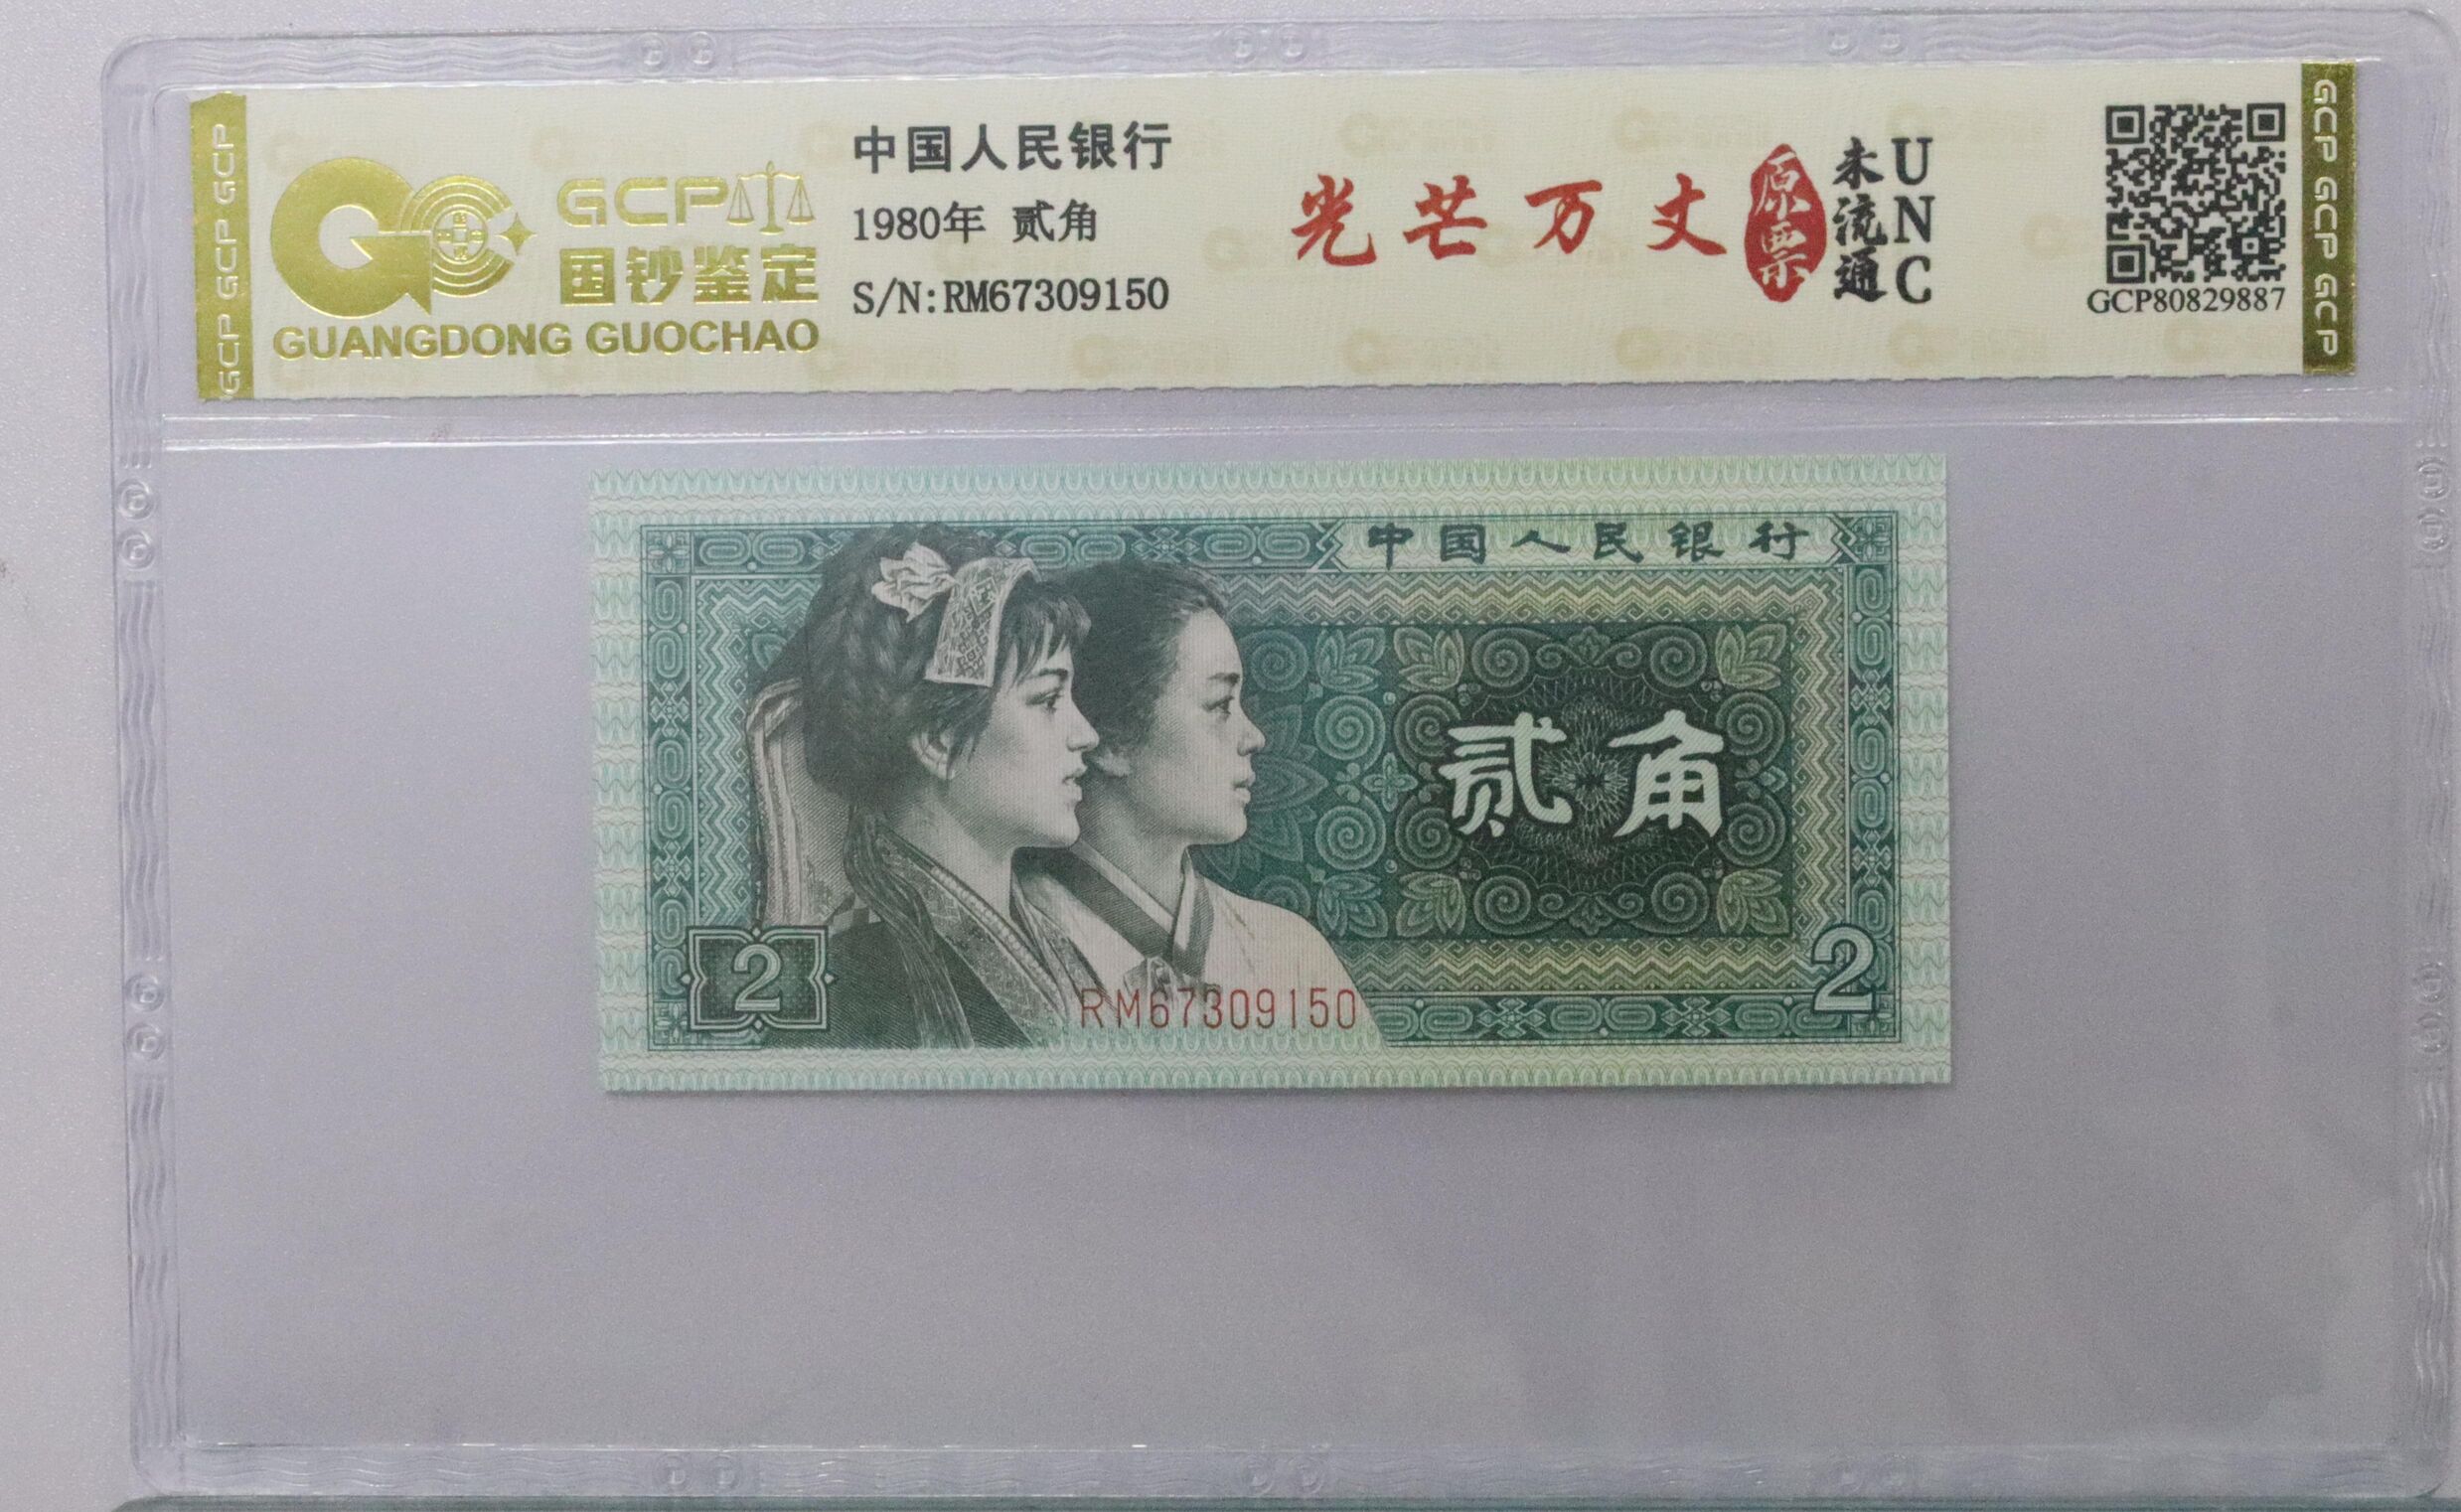 GCP GCP GCP
GCP
国钞鉴定
GUANGDONG GUOCHAO
中国人民银行
1980年 贰角
S/N:RM67309150
光芒万丈
原票
未流通
UNC
GCP80829887
GCP GCP GCP
中国人民银行
贰角
2
2
RM67309150